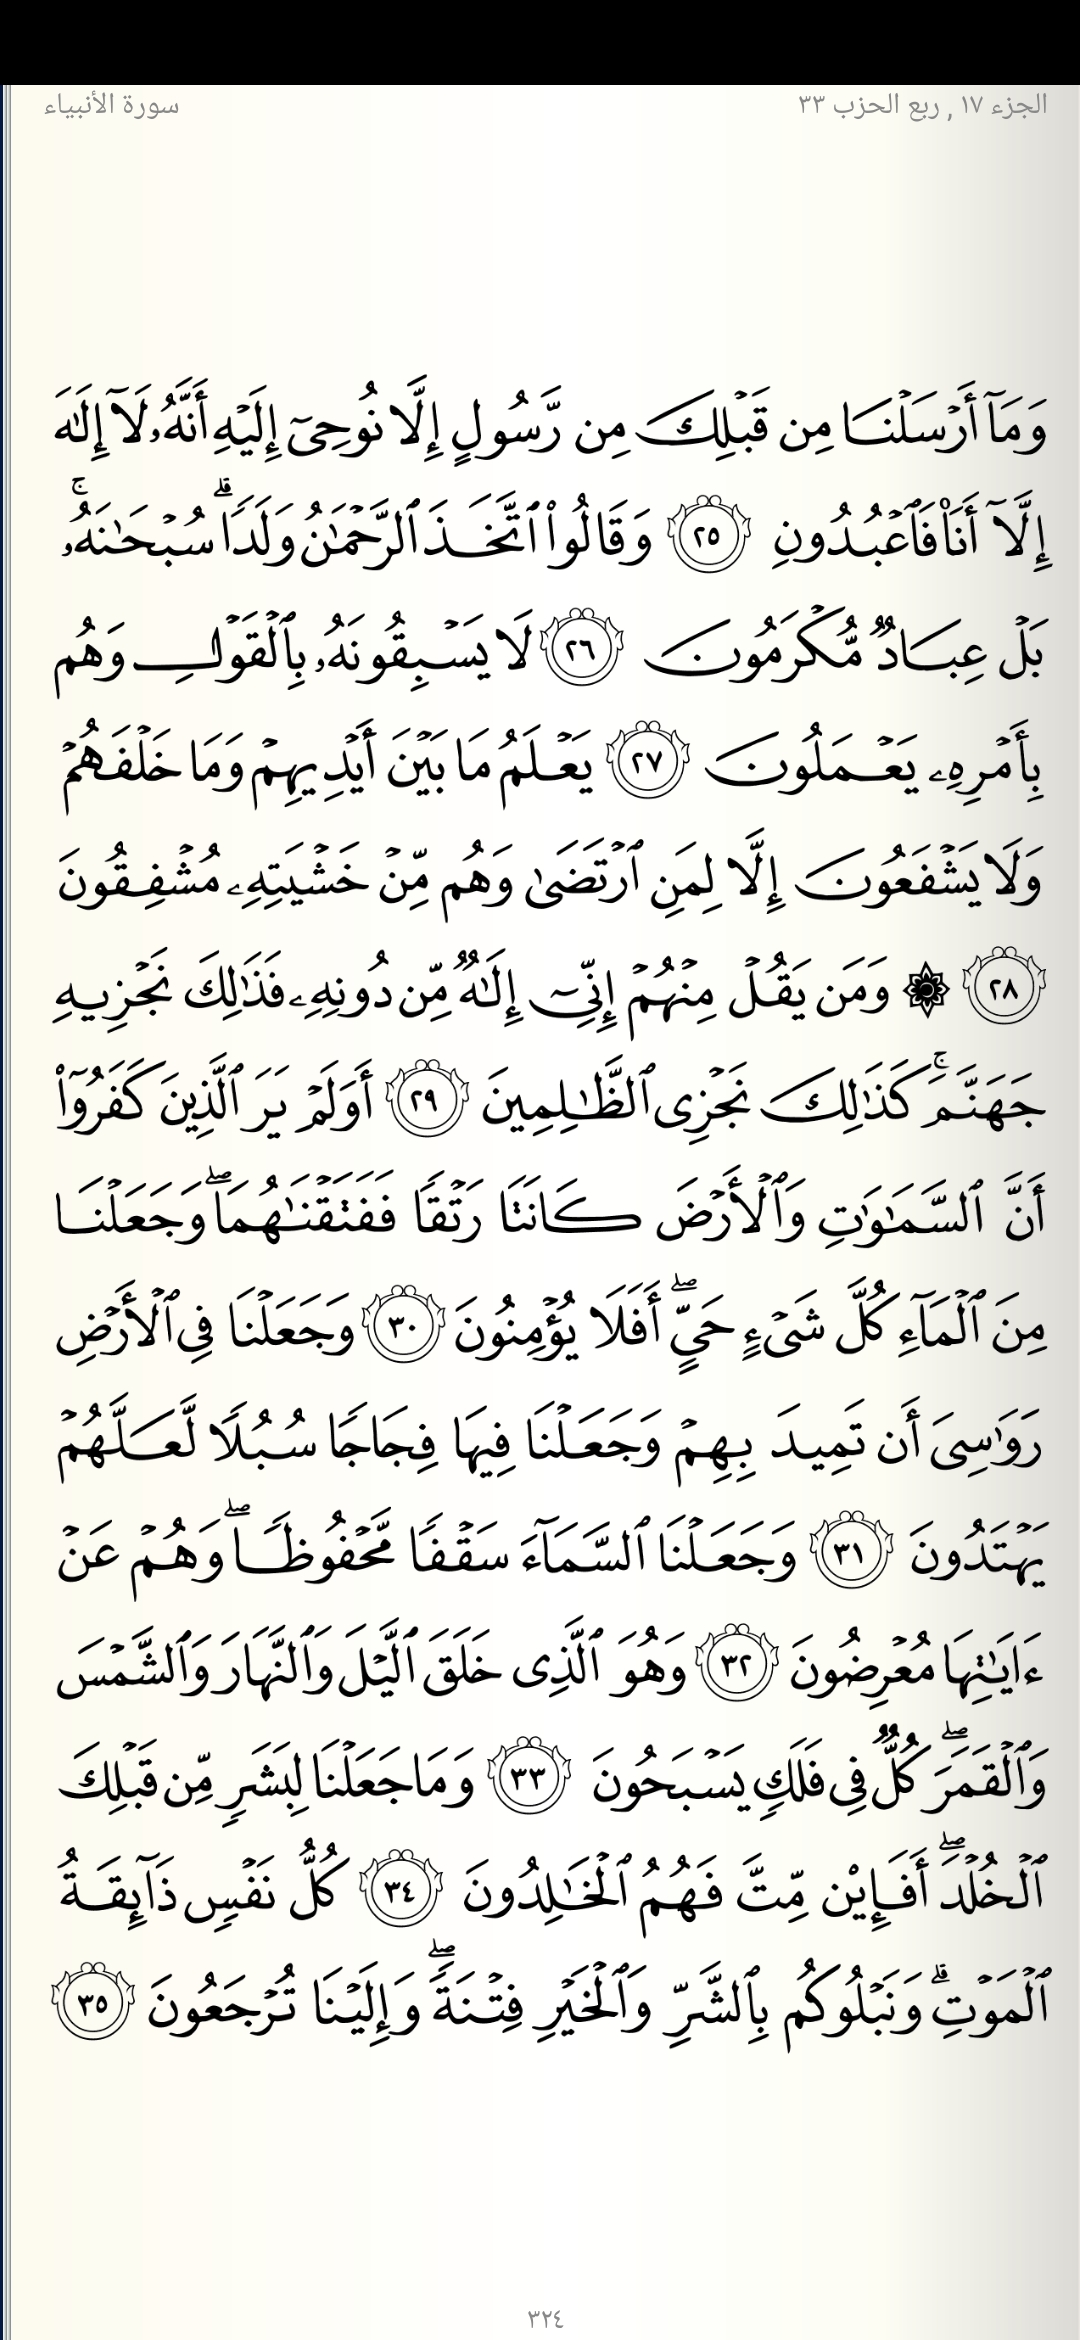 الجزء ١٧ , ربع الحزب ٣٣
سورة الأنبياء
وَمَآ أَرۡسَلۡنَا مِن قَبۡلِكَ مِن رَّسُولٍ إِلَّا نُوحِيٓ إِلَيۡهِ أَنَّهُۥ لَآ إِلَٰهَ
إِلَّآ أَنَا۠ فَٱعۡبُدُونِ ٢٥ وَقَالُواْ ٱتَّخَذَ ٱلرَّحۡمَٰنُ وَلَدٗاۗ سُبۡحَٰنَهُۥۚ
بَلۡ عِبَادٞ مُّكۡرَمُونَ ٢٦ لَا يَسۡبِقُونَهُۥ بِٱلۡقَوۡلِ وَهُم
بِأَمۡرِهِۦ يَعۡمَلُونَ ٢٧ يَعۡلَمُ مَا بَيۡنَ أَيۡدِيهِمۡ وَمَا خَلۡفَهُمۡ
وَلَا يَشۡفَعُونَ إِلَّا لِمَنِ ٱرۡتَضَىٰ وَهُم مِّنۡ خَشۡيَتِهِۦ مُشۡفِقُونَ
٢٨ ۞ وَمَن يَقُلۡ مِنۡهُمۡ إِنِّيٓ إِلَٰهٞ مِّن دُونِهِۦ فَذَٰلِكَ نَجۡزِيهِ
جَهَنَّمَۚ كَذَٰلِكَ نَجۡزِي ٱلظَّٰلِمِينَ ٢٩ أَوَلَمۡ يَرَ ٱلَّذِينَ كَفَرُوٓاْ
أَنَّ ٱلسَّمَٰوَٰتِ وَٱلۡأَرۡضَ كَانَتَا رَتۡقٗا فَفَتَقۡنَٰهُمَاۖ وَجَعَلۡنَا
مِنَ ٱلۡمَآءِ كُلَّ شَيۡءٍ حَيٍّۖ أَفَلَا يُؤۡمِنُونَ ٣٠ وَجَعَلۡنَا فِي ٱلۡأَرۡضِ
رَوَٰسِيَ أَن تَمِيدَ بِهِمۡ وَجَعَلۡنَا فِيهَا فِجَاجٗا سُبُلٗا لَّعَلَّهُمۡ
يَهۡتَدُونَ ٣١ وَجَعَلۡنَا ٱلسَّمَآءَ سَقۡفٗا مَّحۡفُوظٗاۖ وَهُمۡ عَنۡ
ءَايَٰتِهَا مُعۡرِضُونَ ٣٢ وَهُوَ ٱلَّذِي خَلَقَ ٱلَّيۡلَ وَٱلنَّهَارَ وَٱلشَّمۡسَ
وَٱلۡقَمَرَۖ كُلّٞ فِي فَلَكٖ يَسۡبَحُونَ ٣٣ وَمَا جَعَلۡنَا لِبَشَرٖ مِّن قَبۡلِكَ
ٱلۡخُلۡدَۖ أَفَإِيْن مِّتَّ فَهُمُ ٱلۡخَٰلِدُونَ ٣٤ كُلُّ نَفۡسٖ ذَآئِقَةُ
ٱلۡمَوۡتِۗ وَنَبۡلُوكُم بِٱلشَّرِّ وَٱلۡخَيۡرِ فِتۡنَةٗۖ وَإِلَيۡنَا تُرۡجَعُونَ ٣٥
٣٢٤